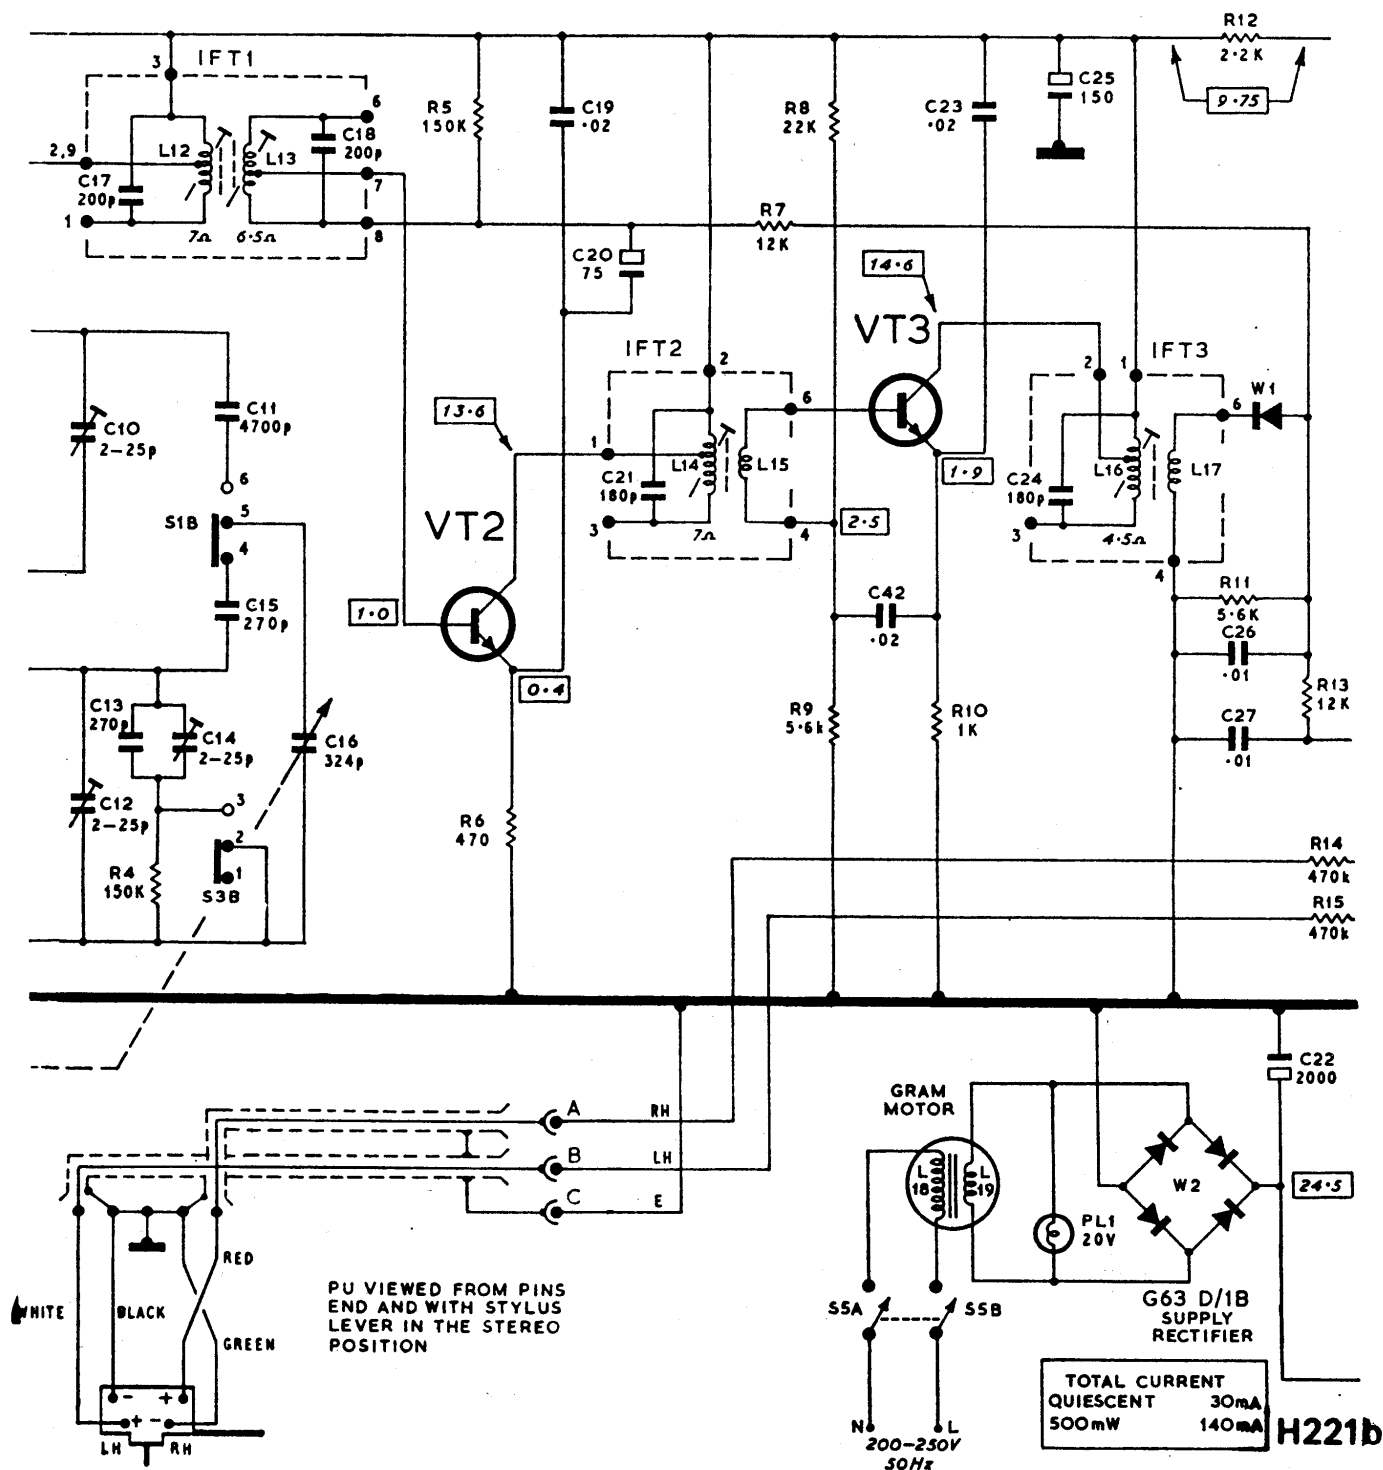 R12
2·2K
9·75
IFT1
3
6
L12
L13
C18
200p
2,9
C17
200p
7
1
7Ω
6·5Ω
8
R5
150K
C19
·02
R8
22K
C23
·02
C25
150
R7
12K
C20
75
14·6
VT3
IFT2
2
IFT3
2
1
W1
6
6
13·6
1
L14
L15
C21
180p
3
7Ω
4
2·5
1·9
L16
L17
C24
180p
3
4·5Ω
4
C10
2–25p
C11
4700p
6
S1B
5
4
C15
270p
VT2
1·0
0·4
C42
·02
R11
5·6K
C26
·01
R13
12K
C27
·01
C13
270p
C14
2–25p
C16
324p
C12
2–25p
3
2
1
S3B
R4
150K
R6
470
R9
5·6k
R10
1K
R14
470k
R15
470k
C22
2000
A
RH
B
LH
C
E
GRAM
MOTOR
L
18
L
19
PL1
20V
W2
24·5
S5A
S5B
G63 D/1B
SUPPLY
RECTIFIER
N
L
200–250V
50Hz
RED
WHITE
BLACK
GREEN
- +
+ -
LH
RH
PU VIEWED FROM PINS
END AND WITH STYLUS
LEVER IN THE STEREO
POSITION
TOTAL CURRENT
QUIESCENT 30mA
500mW 140mA
H221b